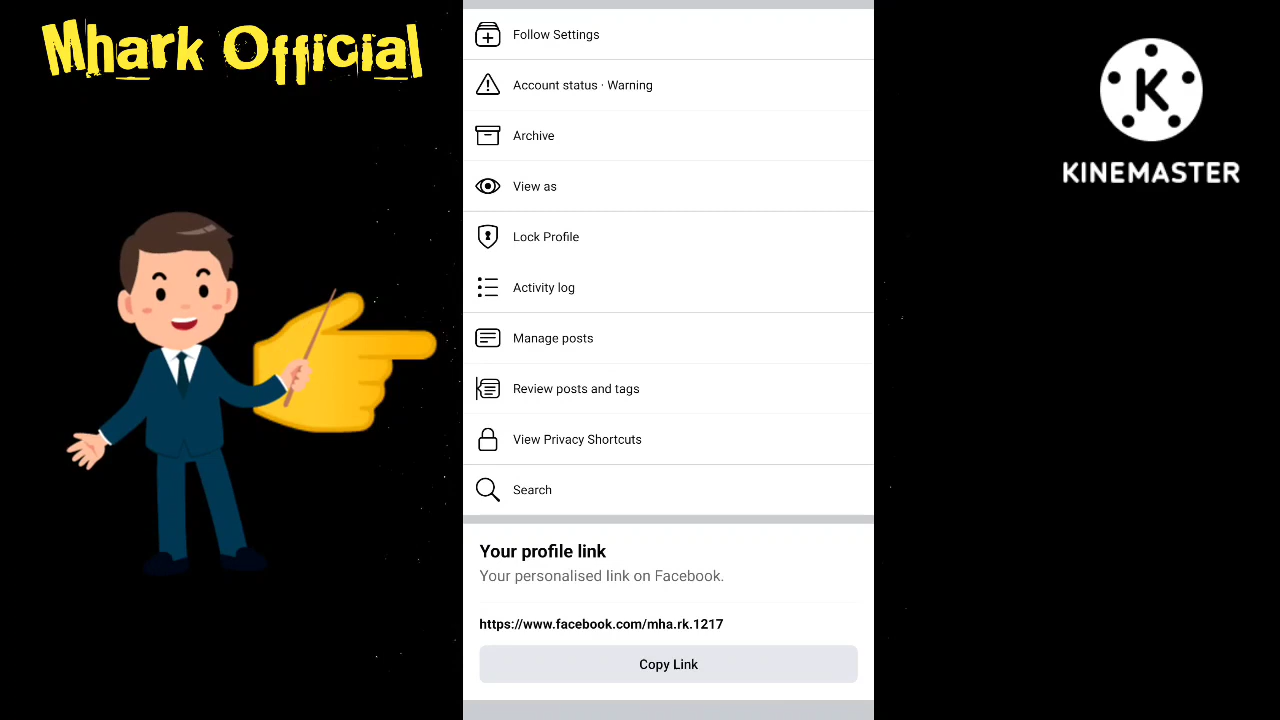 Mhark Official
Follow Settings
Account status · Warning
Archive
View as
Lock Profile
Activity log
Manage posts
Review posts and tags
View Privacy Shortcuts
Search
Your profile link
Your personalised link on Facebook.
https://www.facebook.com/mha.rk.1217
Copy Link
K
KINEMASTER